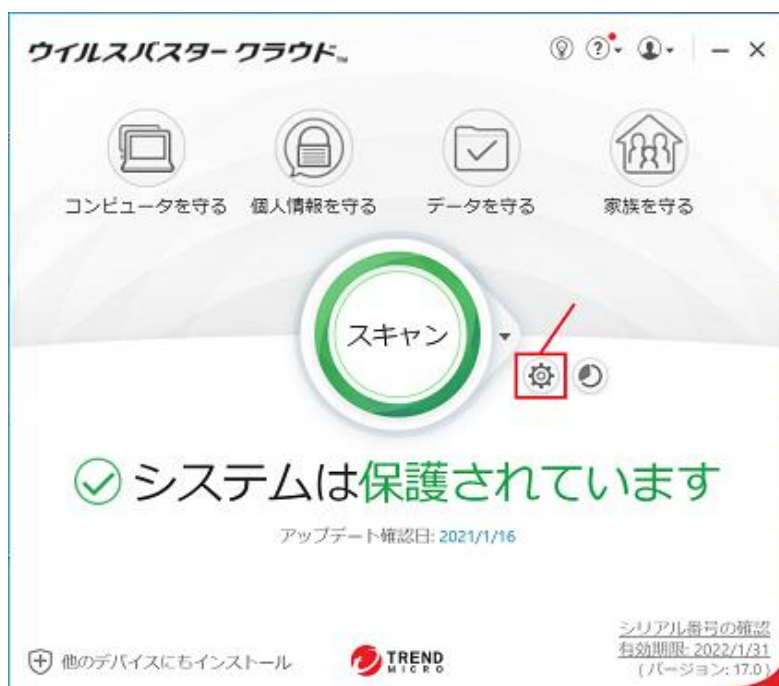 ウイルスバスター クラウド™
コンピュータを守る
個人情報を守る
データを守る
家族を守る
スキャン
システムは保護されています
アップデート確認日: 2021/1/16
シリアル番号の確認
有効期限: 2022/1/31
(バージョン: 17.0)
他のデバイスにもインストール
TREND
MICRO